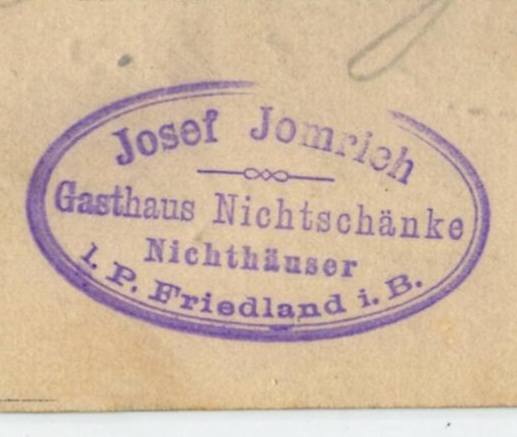 Josef Jomrich
Gasthaus Nichtschänke
Nichthäuser
l. P. Friedland i. B.